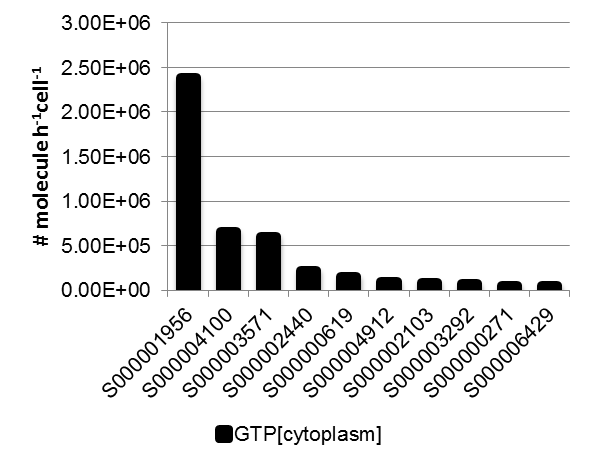 3.00E+06
2.50E+06
2.00E+06
1.50E+06
1.00E+06
5.00E+05
0.00E+00
# molecule h-1cell-1
S000001956
S000004100
S000003571
S000002440
S000000619
S000004912
S000002103
S000003292
S000000271
S000006429
GTP[cytoplasm]